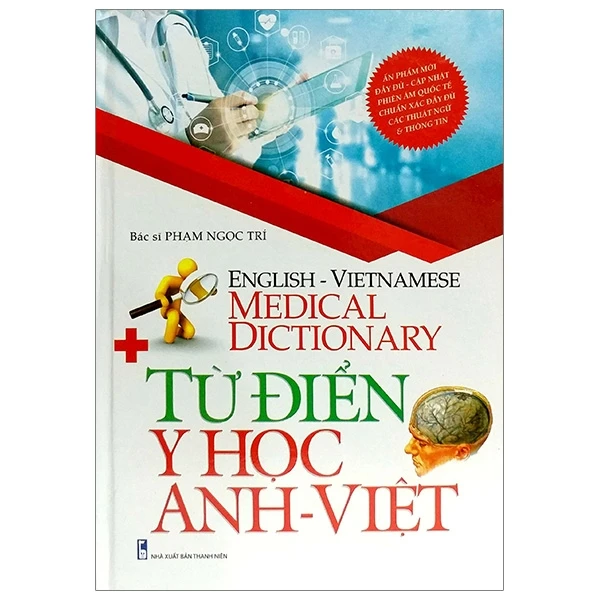 ẤN PHẨM MỚI
ĐẦY ĐỦ - CẬP NHẬT
PHIÊN ÂM QUỐC TẾ
CHUẨN XÁC ĐẦY ĐỦ
CÁC THUẬT NGỮ
& THÔNG TIN
Bác sĩ PHẠM NGỌC TRÍ
ENGLISH - VIETNAMESE
MEDICAL
DICTIONARY
TỪ ĐIỂN
Y HỌC
ANH-VIỆT
NHÀ XUẤT BẢN THANH NIÊN